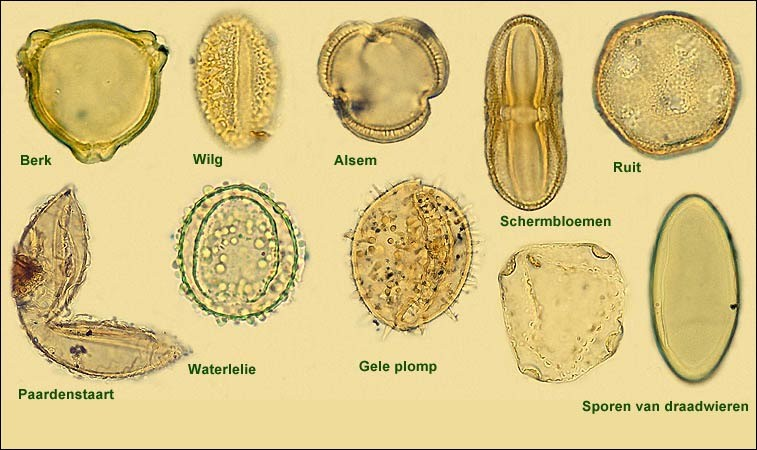 Berk
Wilg
Alsem
Schermbloemen
Ruit
Paardenstaart
Waterlelie
Gele plomp
Sporen van draadwieren